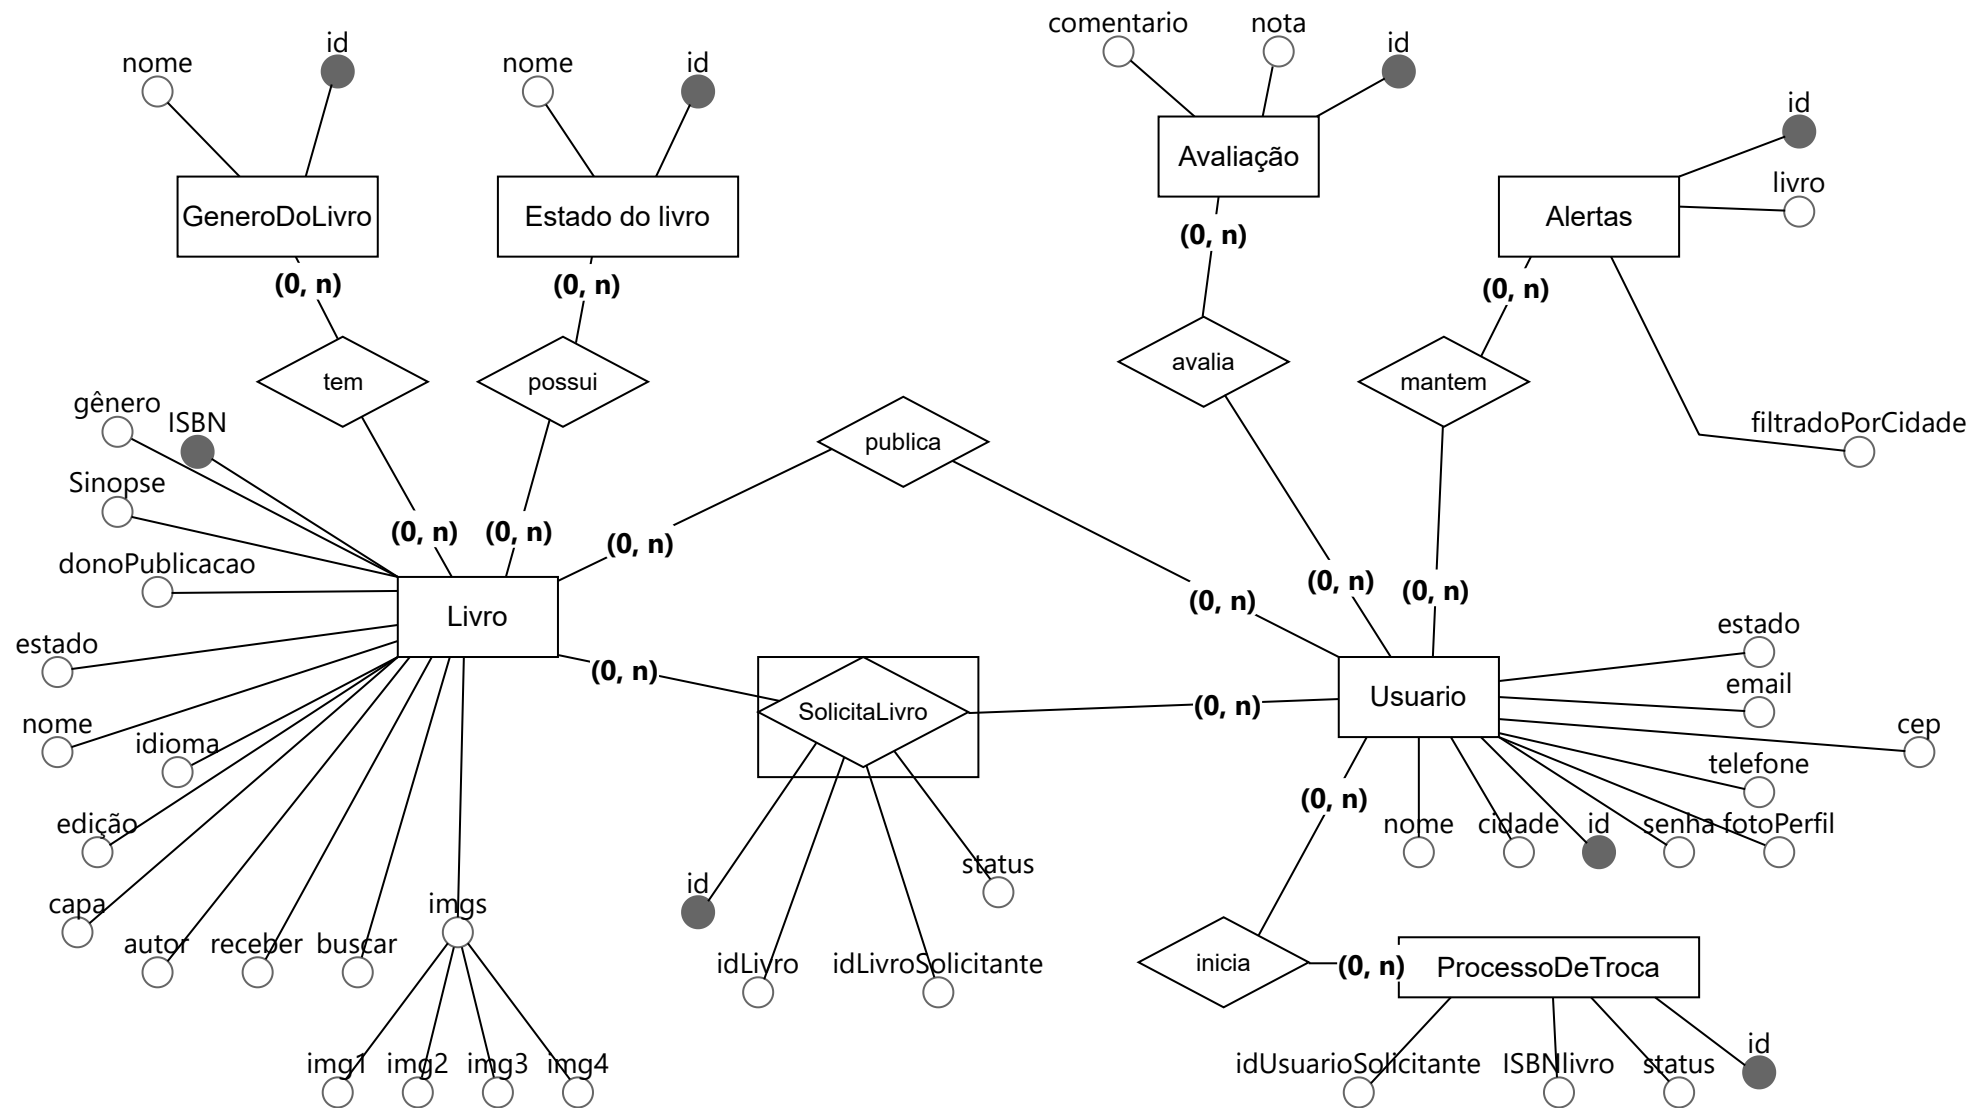 comentario
nota
id
id
nome
id
nome
id
livro
GeneroDoLivro
Estado do livro
Avaliação
Alertas
(0, n)
(0, n)
(0, n)
(0, n)
tem
possui
avalia
mantem
publica
filtradoPorCidade
gênero
ISBN
Sinopse
donoPublicacao
(0, n)
(0, n)
(0, n)
(0, n)
(0, n)
(0, n)
Livro
estado
nome
idioma
edição
capa
autor
receber
buscar
imgs
img1
img2
img3
img4
(0, n)
SolicitaLivro
(0, n)
id
idLivro
idLivroSolicitante
status
Usuario
estado
email
cep
telefone
nome
cidade
id
senha
fotoPerfil
(0, n)
inicia
(0, n)
ProcessoDeTroca
idUsuarioSolicitante
ISBNlivro
status
id